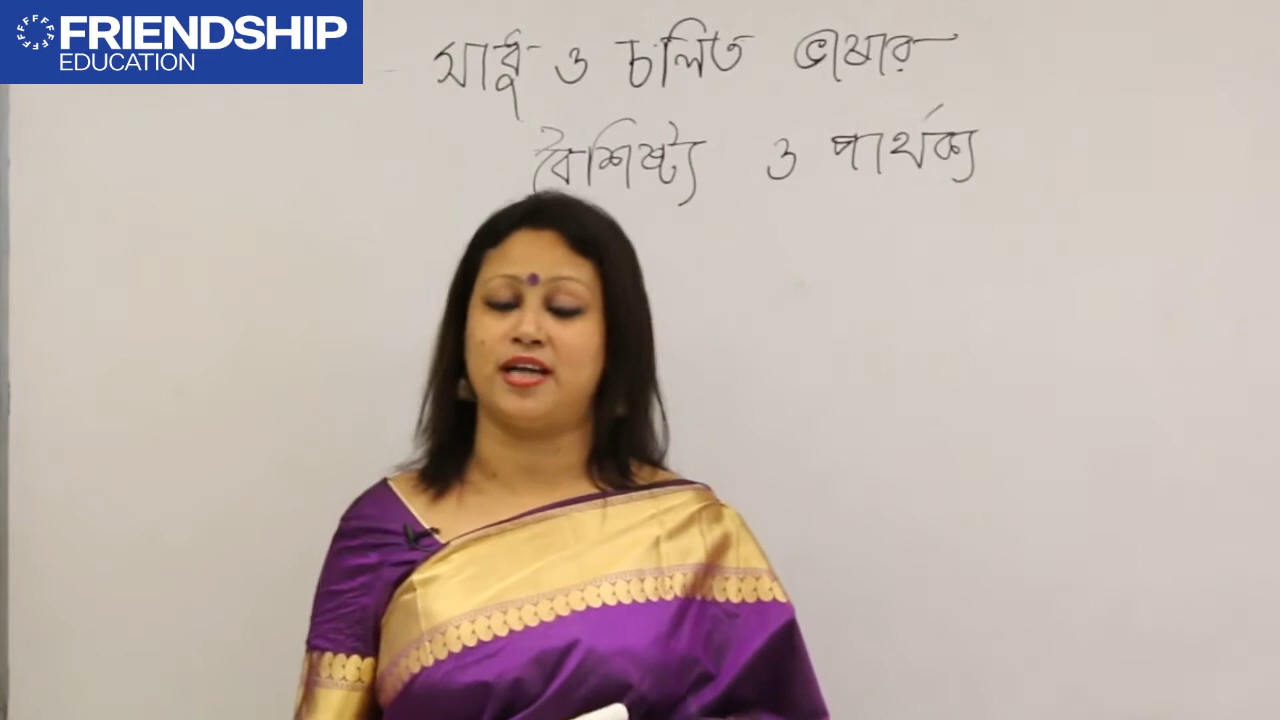 FRIENDSHIP
EDUCATION
সাধু ও চলিত ভাষার
বৈশিষ্ট্য ও পার্থক্য